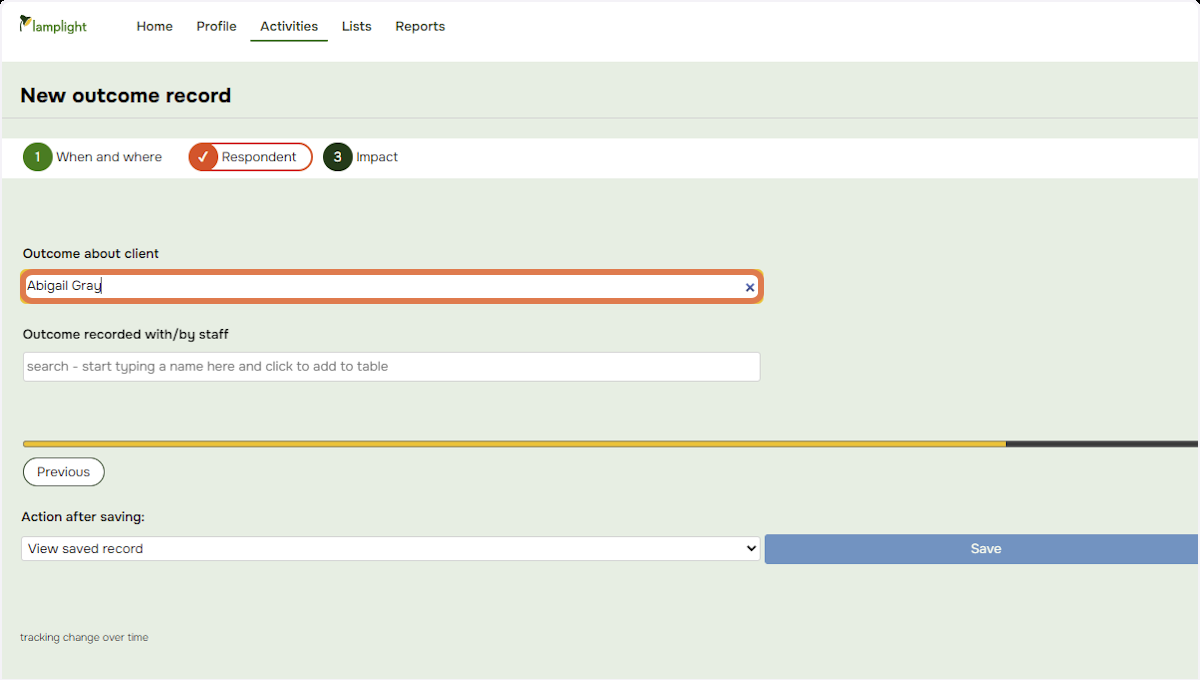 lamplight Home Profile Activities Lists Reports
New outcome record
1 When and where ✓ Respondent 3 Impact
Outcome about client
Abigail Gray ×
Outcome recorded with/by staff
search - start typing a name here and click to add to table
Previous
Action after saving:
View saved record Save
tracking change over time